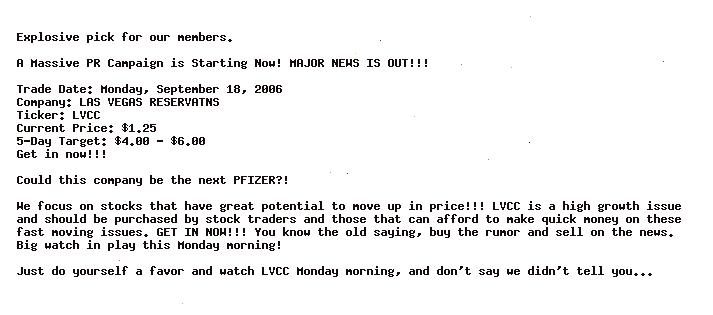 Explosive pick for our members.
A Massive PR Campaign is Starting Now! MAJOR NEWS IS OUT!!!
Trade Date: Monday, September 18, 2006
Company: LAS VEGAS RESERVATNS
Ticker: LVCC
Current Price: $1.25
5-Day Target: $4.00 - $6.00
Get in now!!!
Could this company be the next PFIZER?!
We focus on stocks that have great potential to move up in price!!! LVCC is a high growth issue
and should be purchased by stock traders and those that can afford to make quick money on these
fast moving issues. GET IN NOW!!! You know the old saying, buy the rumor and sell on the news.
Big watch in play this Monday morning!
Just do yourself a favor and watch LVCC Monday morning, and don't say we didn't tell you...